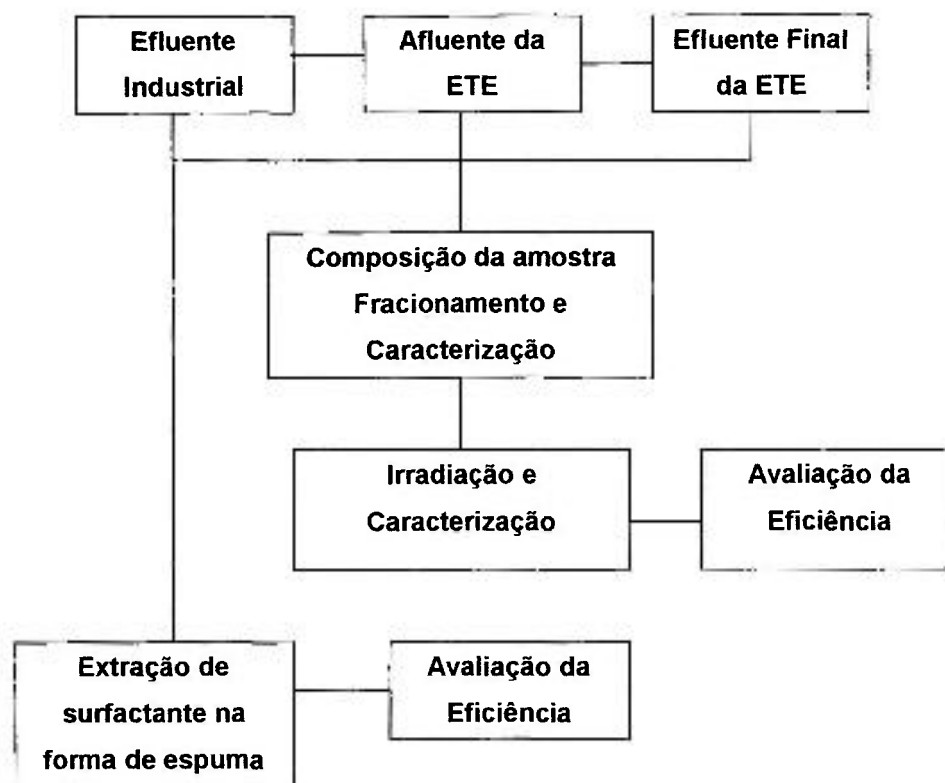 Efluente
Industrial
Afluente da
ETE
Efluente Final
da ETE
Composição da amostra
Fracionamento e
Caracterização
Irradiação e
Caracterização
Avaliação da
Eficiência
Extração de
surfactante na
forma de espuma
Avaliação da
Eficiência